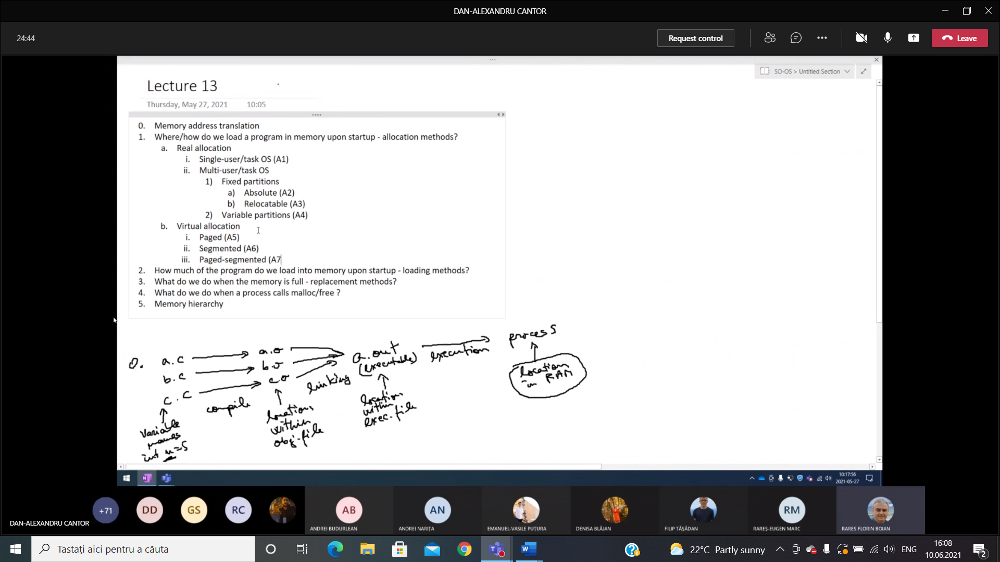 DAN-ALEXANDRU CANTOR
24:44
Request control
Leave
SO-OS > Untitled Section
Lecture 13
Thursday, May 27, 2021 10:05
0. Memory address translation
1. Where/how do we load a program in memory upon startup - allocation methods?
a. Real allocation
i. Single-user/task OS (A1)
ii. Multi-user/task OS
1) Fixed partitions
a) Absolute (A2)
b) Relocatable (A3)
2) Variable partitions (A4)
b. Virtual allocation
i. Paged (A5)
ii. Segmented (A6)
iii. Paged-segmented (A7
2. How much of the program do we load into memory upon startup - loading methods?
3. What do we do when the memory is full - replacement methods?
4. What do we do when a process calls malloc/free ?
5. Memory hierarchy
0.
a.c
b.c
c.c
compile
variable
names
int n=5
a.o
b.o
c.o
locations
within
obj-file
linking
a.out
(executable)
location
within
exec-file
execution
process
location
in RAM
10:17:56
2021-05-27
+71
DD
GS
RC
AB
AN
RM
DAN-ALEXANDRU CANTOR
ANDREI BUDURLEAN
ANDREI NARIȚA
EMANUEL-VASILE PUȚURA
DENISA BLĂJAN
FILIP TĂȘĂDAN
RAREȘ-EUGEN MARC
RARES FLORIN BOIAN
Tastați aici pentru a căuta
22°C Partly sunny
ENG
16:08
10.06.2021
2